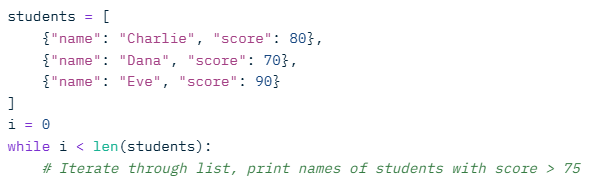 students = [
    {"name": "Charlie", "score": 80},
    {"name": "Dana", "score": 70},
    {"name": "Eve", "score": 90}
]
i = 0
while i < len(students):
    # Iterate through list, print names of students with score > 75